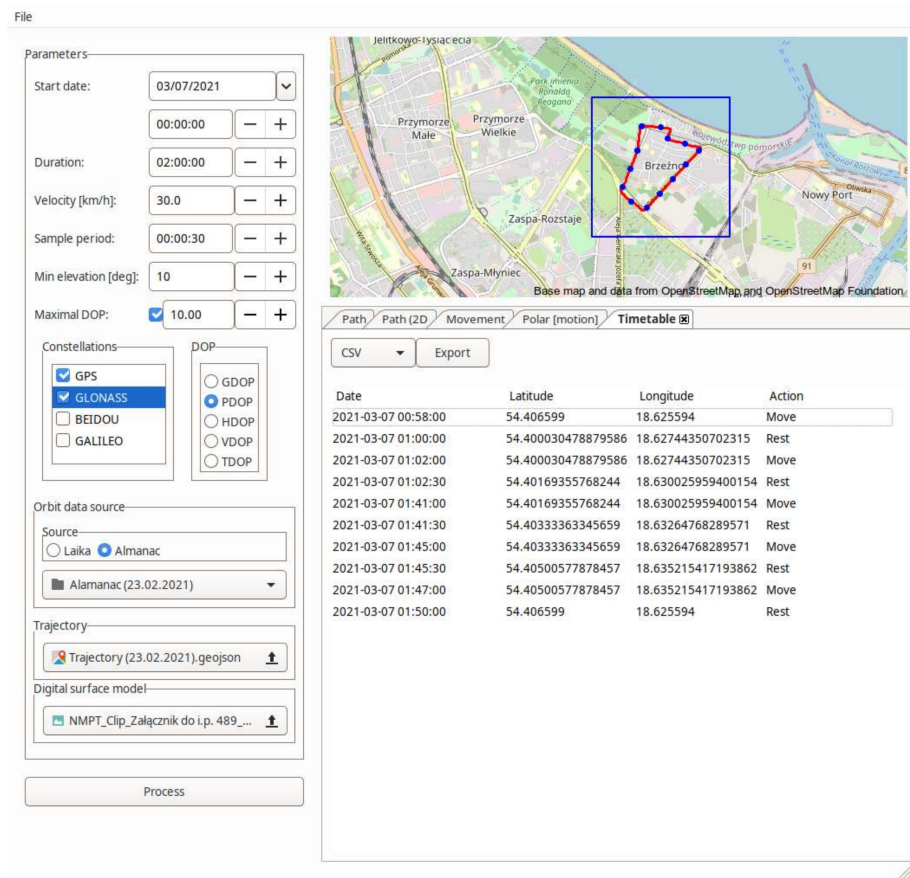 File
Parameters
Start date:
03/07/2021
00:00:00
Duration:
02:00:00
Velocity [km/h]:
30.0
Sample period:
00:00:30
Min elevation [deg]:
10
Maximal DOP:
10.00
Constellations
GPS
GLONASS
BEIDOU
GALILEO
DOP
GDOP
PDOP
HDOP
VDOP
TDOP
Orbit data source
Source
Laika
Almanac
Alamanac (23.02.2021)
Trajectory
Trajectory (23.02.2021).geojson
Digital surface model
NMPT_Clip_Załącznik do i.p. 489_...
Process
Jelitkowo-Tysiąclecia
Pomorska
Park imienia
Ronalda
Reagana
Przymorze
Małe
Przymorze
Wielkie
województwo pomorskie
Brzeźno
Kanał Portowy
Oliwska
Nowy Port
Zaspa-Rozstaje
Zaspa-Młyniec
91
Base map and data from OpenStreetMap and OpenStreetMap Foundation
Path
Path (2D
Movement
Polar [motion]
Timetable
CSV
Export
Date Latitude Longitude Action
2021-03-07 00:58:00 54.406599 18.625594 Move
2021-03-07 01:00:00 54.400030478879586 18.62744350702315 Rest
2021-03-07 01:02:00 54.400030478879586 18.62744350702315 Move
2021-03-07 01:02:30 54.40169355768244 18.630025959400154 Rest
2021-03-07 01:41:00 54.40169355768244 18.630025959400154 Move
2021-03-07 01:41:30 54.40333363345659 18.63264768289571 Rest
2021-03-07 01:45:00 54.40333363345659 18.63264768289571 Move
2021-03-07 01:45:30 54.40500577878457 18.635215417193862 Rest
2021-03-07 01:47:00 54.40500577878457 18.635215417193862 Move
2021-03-07 01:50:00 54.406599 18.625594 Rest